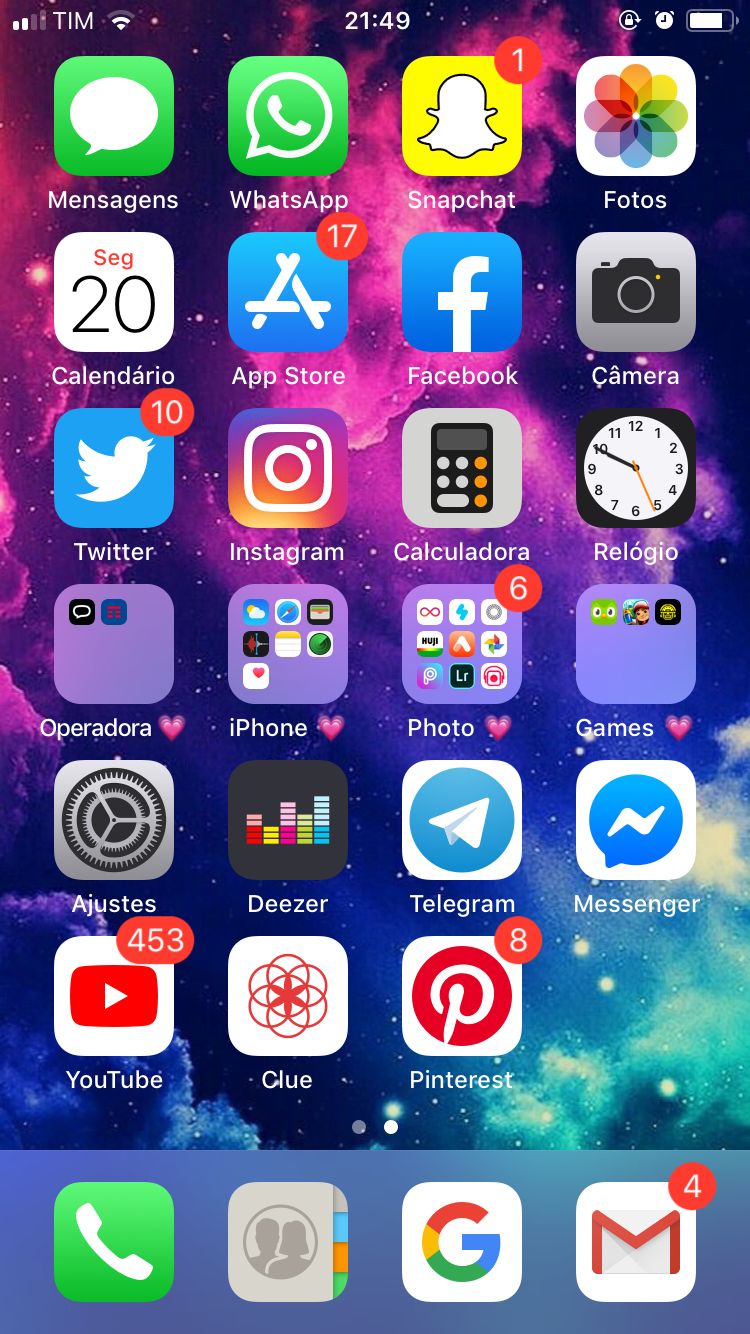 TIM 21:49
1
Mensagens WhatsApp Snapchat Fotos
17
Seg
20
Calendário App Store Facebook Câmera
10
12 1 2 3 4 5 6 7 8 9 10 11
Twitter Instagram Calculadora Relógio
6
HUJI
Lr
Operadora iPhone Photo Games
Ajustes Deezer Telegram Messenger
453 8
YouTube Clue Pinterest
4